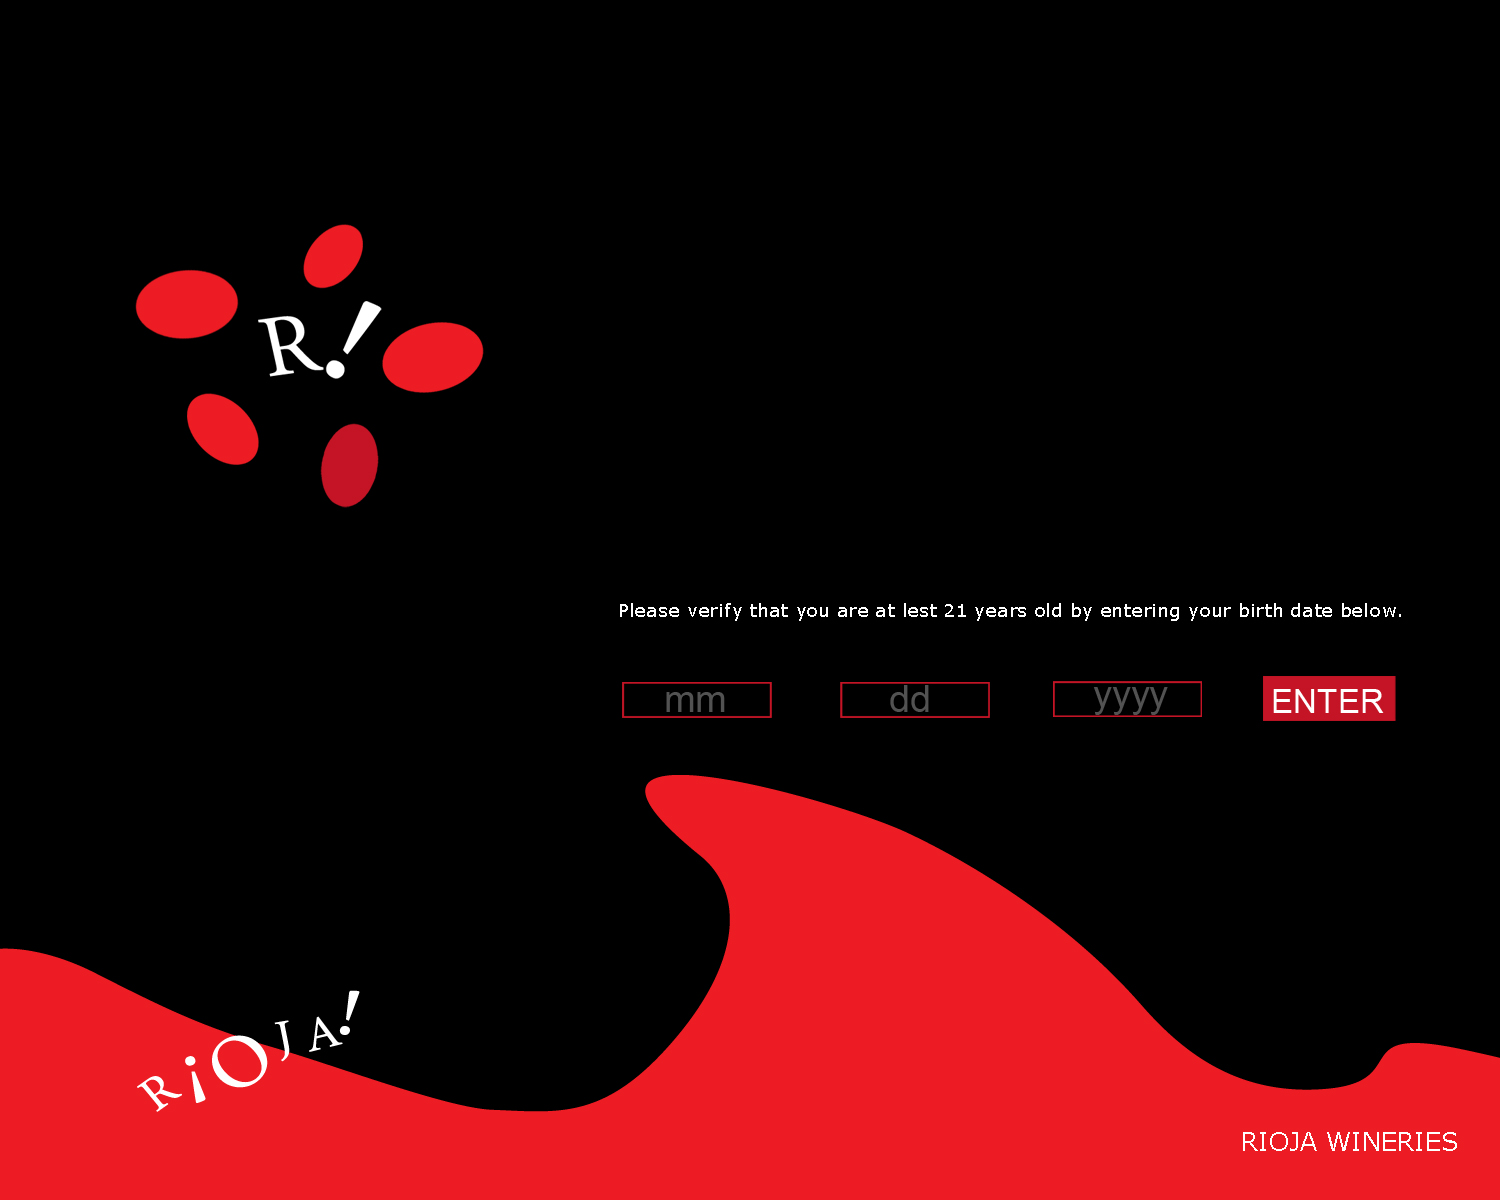 R!
Please verify that you are at lest 21 years old by entering your birth date below.
mm dd yyyy ENTER
R¡OJA!
RIOJA WINERIES